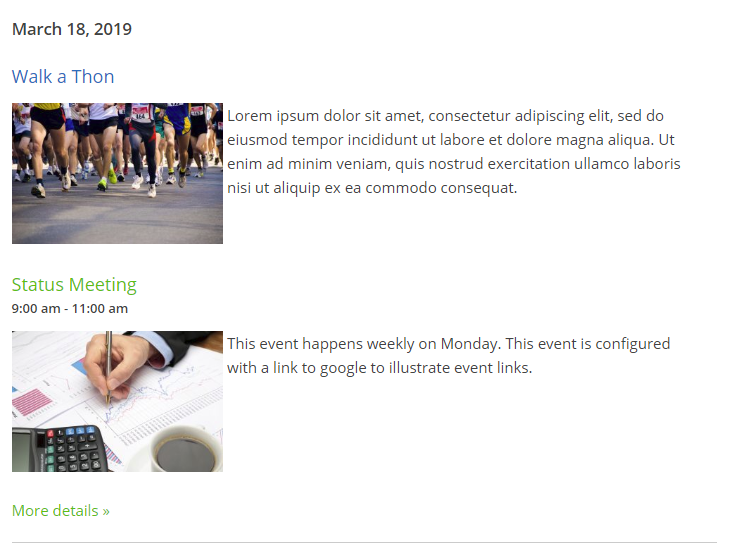 March 18, 2019
Walk a Thon
Lorem ipsum dolor sit amet, consectetur adipiscing elit, sed do
eiusmod tempor incididunt ut labore et dolore magna aliqua. Ut
enim ad minim veniam, quis nostrud exercitation ullamco laboris
nisi ut aliquip ex ea commodo consequat.
Status Meeting
9:00 am - 11:00 am
This event happens weekly on Monday. This event is configured
with a link to google to illustrate event links.
More details »